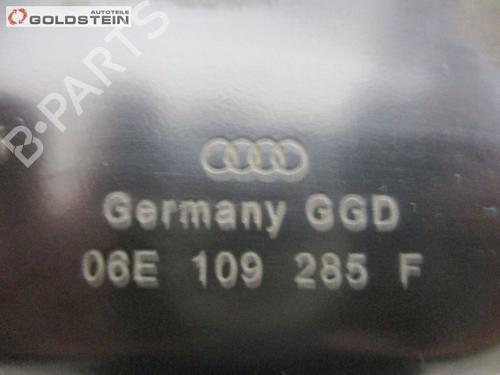 AUTOTEILE
GOLDSTEIN
B-PARTS
Germany GGD
06E 109 285 F